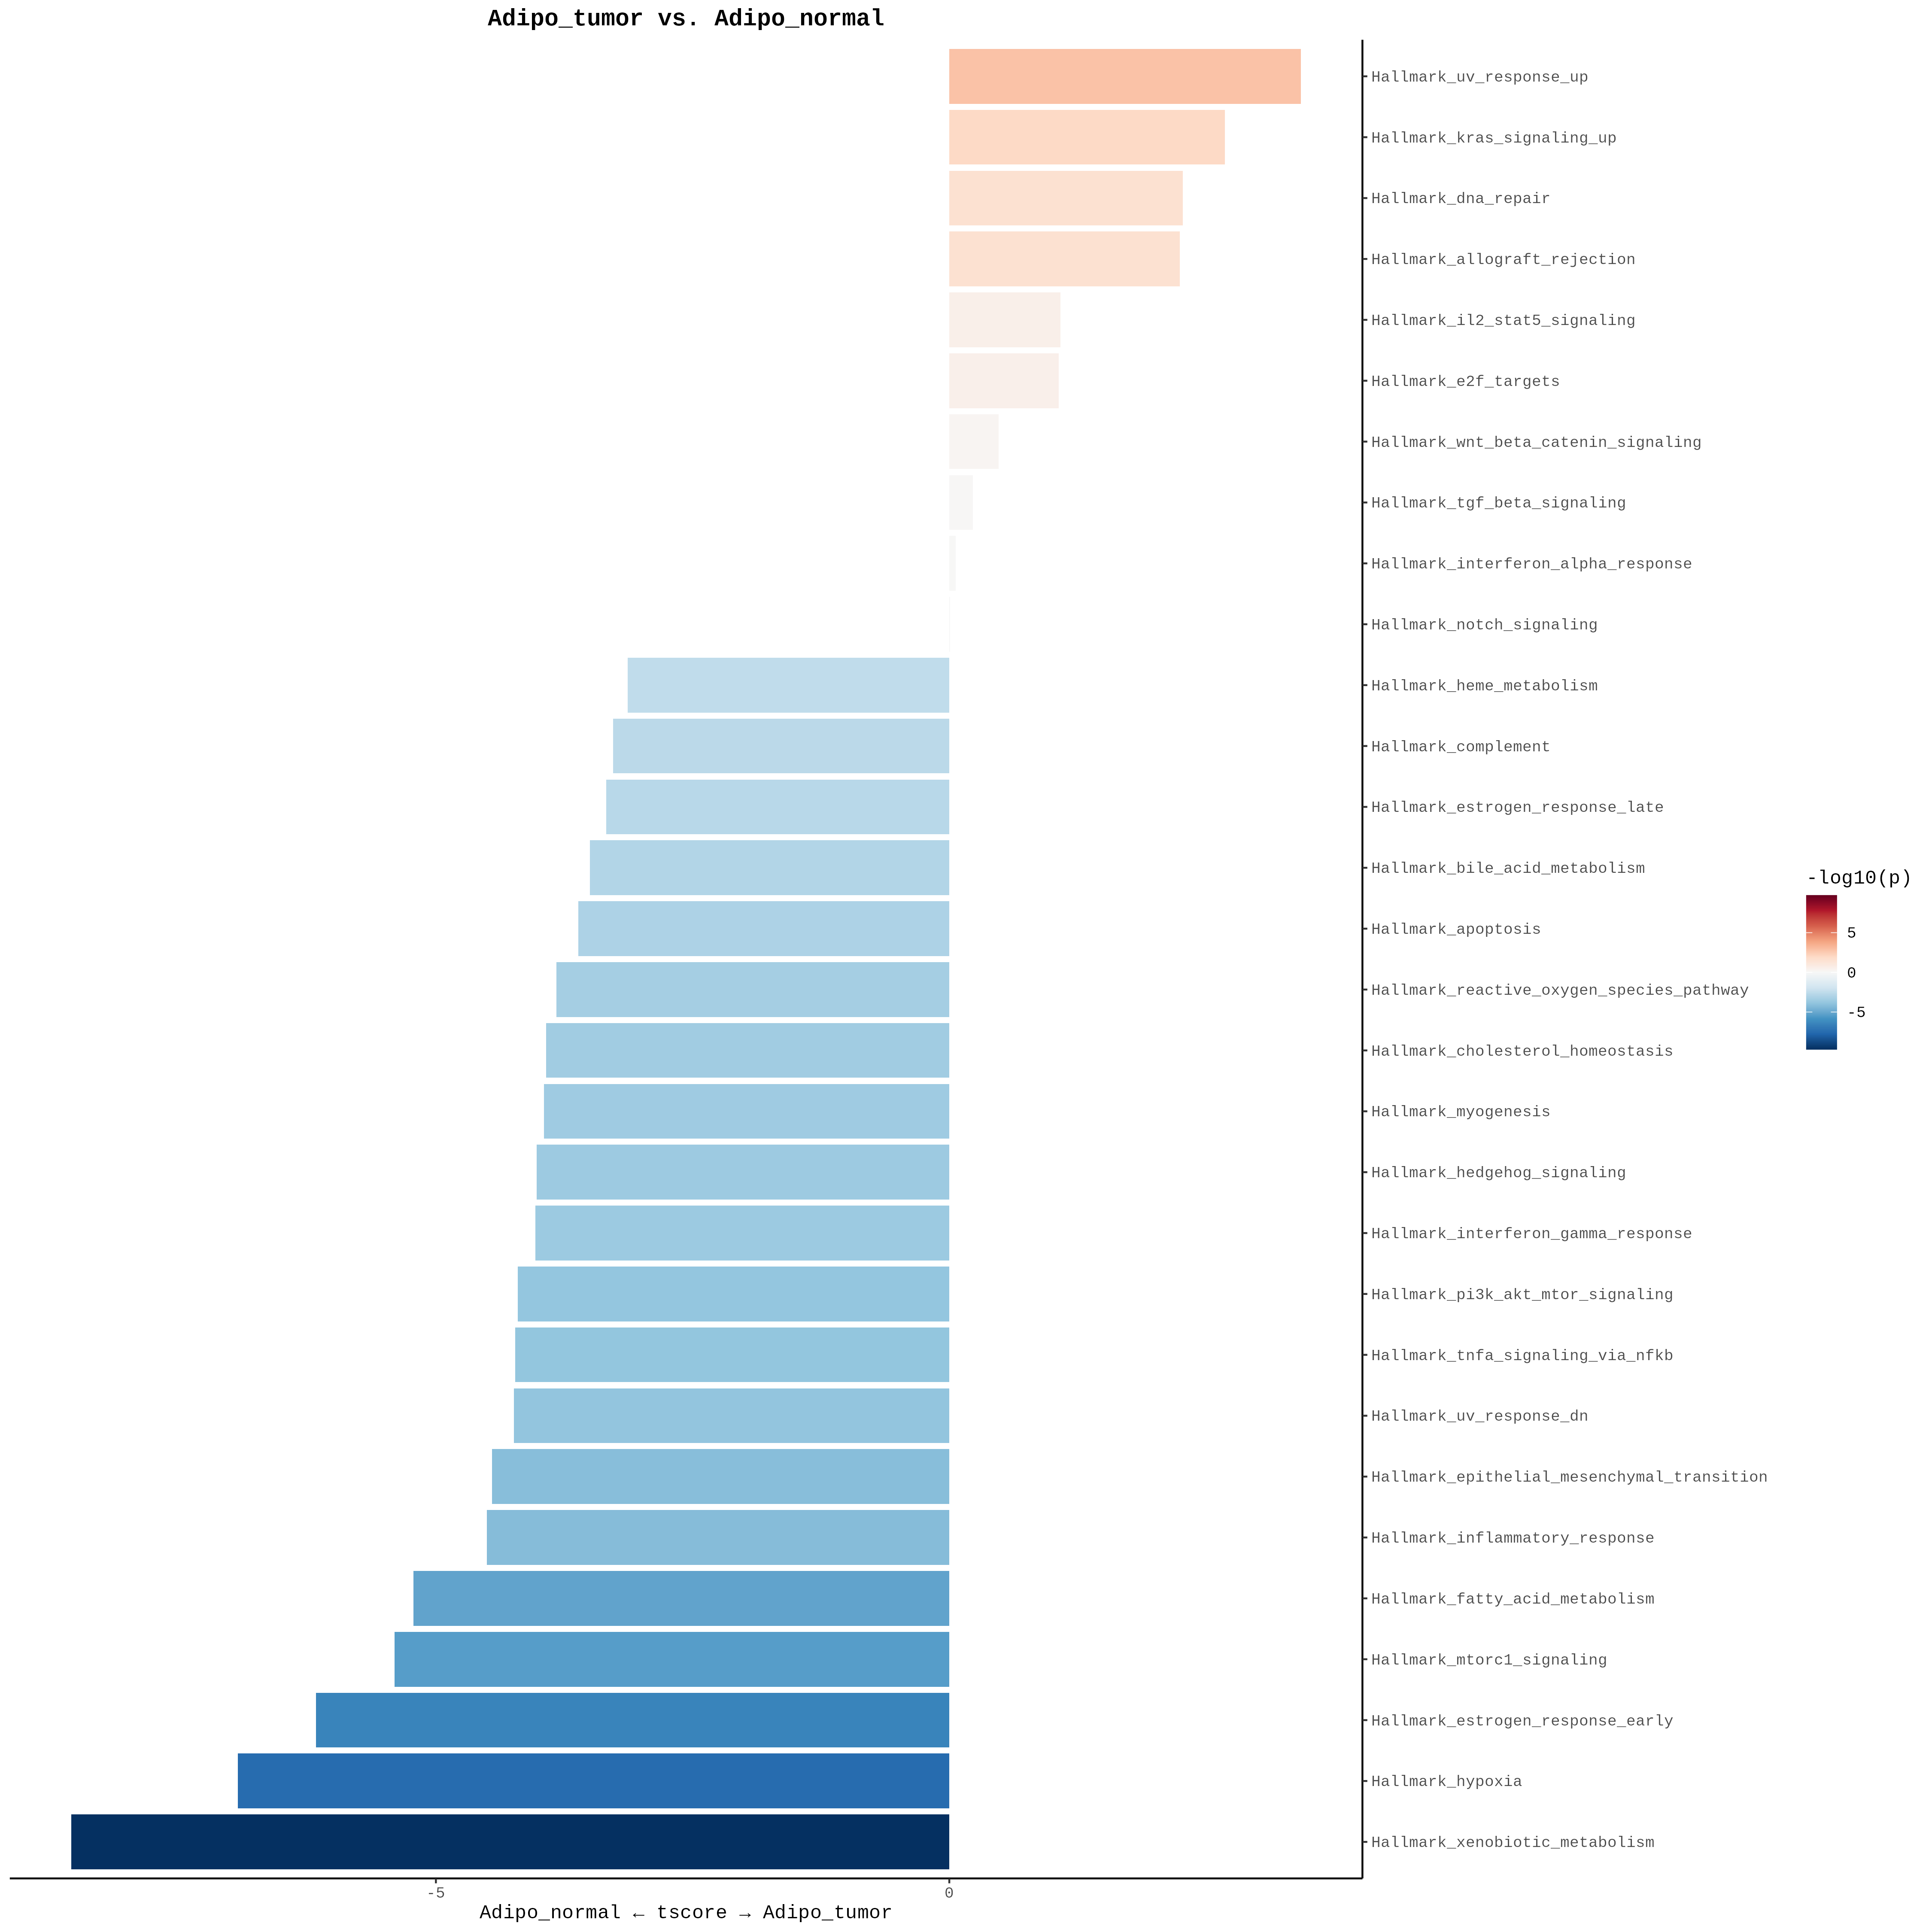 Adipo_tumor vs. Adipo_normal
Hallmark_uv_response_up
Hallmark_kras_signaling_up
Hallmark_dna_repair
Hallmark_allograft_rejection
Hallmark_il2_stat5_signaling
Hallmark_e2f_targets
Hallmark_wnt_beta_catenin_signaling
Hallmark_tgf_beta_signaling
Hallmark_interferon_alpha_response
Hallmark_notch_signaling
Hallmark_heme_metabolism
Hallmark_complement
Hallmark_estrogen_response_late
Hallmark_bile_acid_metabolism
Hallmark_apoptosis
Hallmark_reactive_oxygen_species_pathway
Hallmark_cholesterol_homeostasis
Hallmark_myogenesis
Hallmark_hedgehog_signaling
Hallmark_interferon_gamma_response
Hallmark_pi3k_akt_mtor_signaling
Hallmark_tnfa_signaling_via_nfkb
Hallmark_uv_response_dn
Hallmark_epithelial_mesenchymal_transition
Hallmark_inflammatory_response
Hallmark_fatty_acid_metabolism
Hallmark_mtorc1_signaling
Hallmark_estrogen_response_early
Hallmark_hypoxia
Hallmark_xenobiotic_metabolism
-log10(p)
5
0
-5
-5 0
Adipo_normal ← tscore → Adipo_tumor